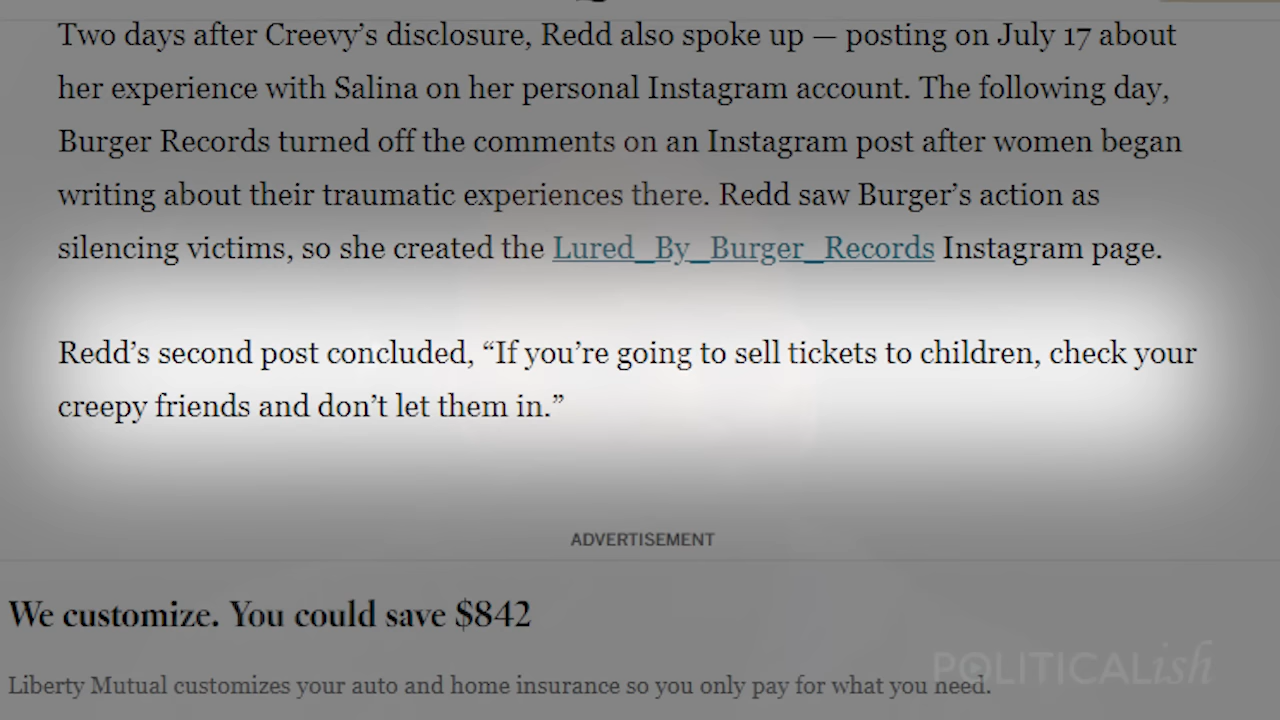 Two days after Creevy’s disclosure, Redd also spoke up — posting on July 17 about
her experience with Salina on her personal Instagram account. The following day,
Burger Records turned off the comments on an Instagram post after women began
writing about their traumatic experiences there. Redd saw Burger’s action as
silencing victims, so she created the Lured_By_Burger_Records Instagram page.
Redd’s second post concluded, “If you’re going to sell tickets to children, check your
creepy friends and don’t let them in.”
ADVERTISEMENT
We customize. You could save $842
Liberty Mutual customizes your auto and home insurance so you only pay for what you need.
POLITICALish